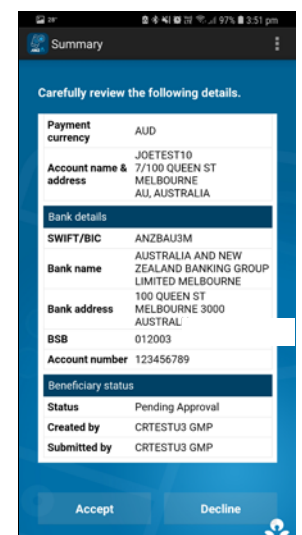 28° 97% 3:51 pm
Summary
Carefully review the following details.
Payment currency AUD
Account name & address JOETEST10
7/100 QUEEN ST
MELBOURNE
AU, AUSTRALIA
Bank details
SWIFT/BIC ANZBAU3M
Bank name AUSTRALIA AND NEW
ZEALAND BANKING GROUP
LIMITED MELBOURNE
Bank address 100 QUEEN ST
MELBOURNE 3000
AUSTRAL
BSB 012003
Account number 123456789
Beneficiary status
Status Pending Approval
Created by CRTESTU3 GMP
Submitted by CRTESTU3 GMP
Accept Decline